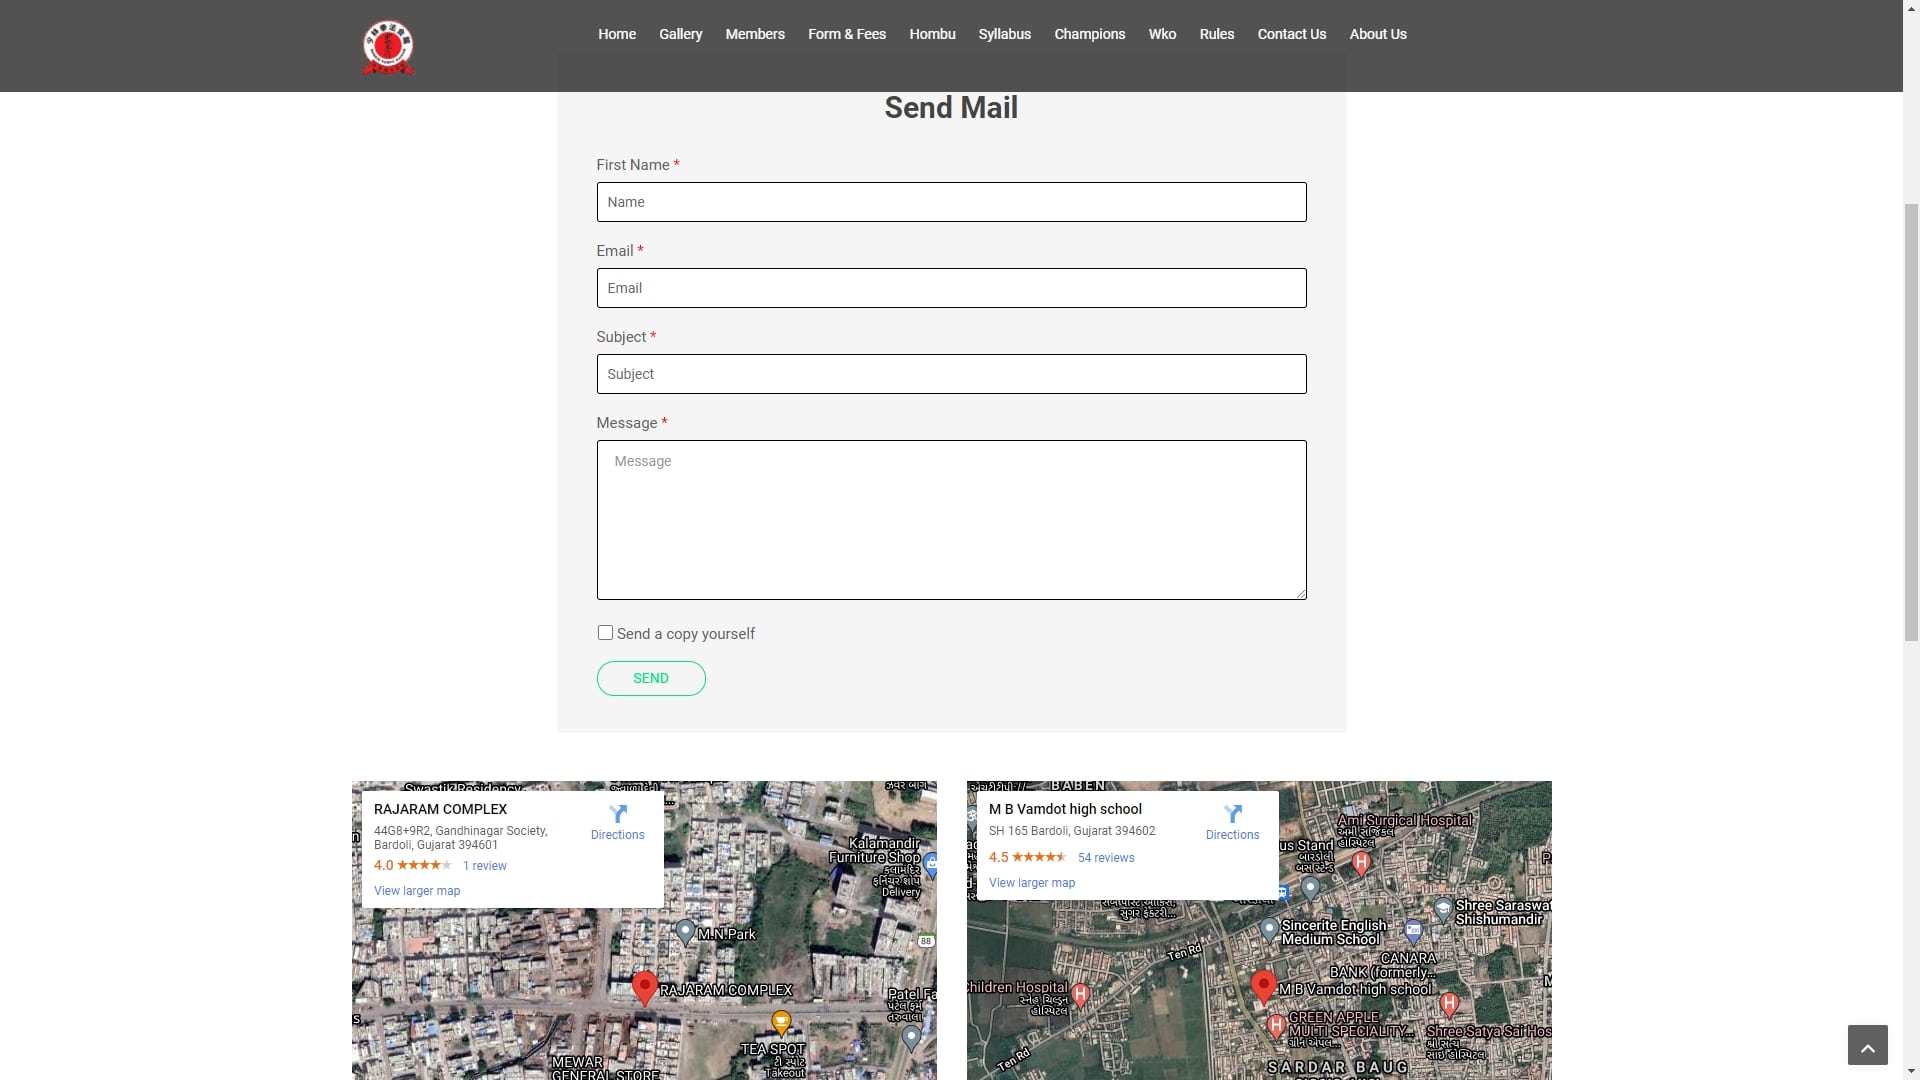 Home Gallery Members Form & Fees Hombu Syllabus Champions Wko Rules Contact Us About Us
Send Mail
First Name *
Name
Email *
Email
Subject *
Subject
Message *
Message
Send a copy yourself
SEND
RAJARAM COMPLEX
44G8+9R2, Gandhinagar Society,
Bardoli, Gujarat 394601
4.0 1 review
View larger map
Directions
Kalamandir
Furniture Shop
Delivery
M.N.Park
88
RAJARAM COMPLEX
TEA SPOT
ટી સ્પોટ
Takeout
MEWAR
GENERAL STORE
BABEN
M B Vamdot high school
SH 165 Bardoli, Gujarat 394602
4.5 54 reviews
View larger map
Directions
Ami Surgical Hospital
us Stand
Shree Saraswat
Shishumandir
Sincerite English
Medium School
Ten Rd
CANARA
BANK (formerly...
Children Hospital
M B Vamdot high school
GREEN APPLE
MULTI SPECIALITY...
Shree Satya Sai Hos
Ten Rd
SARDAR BAUG